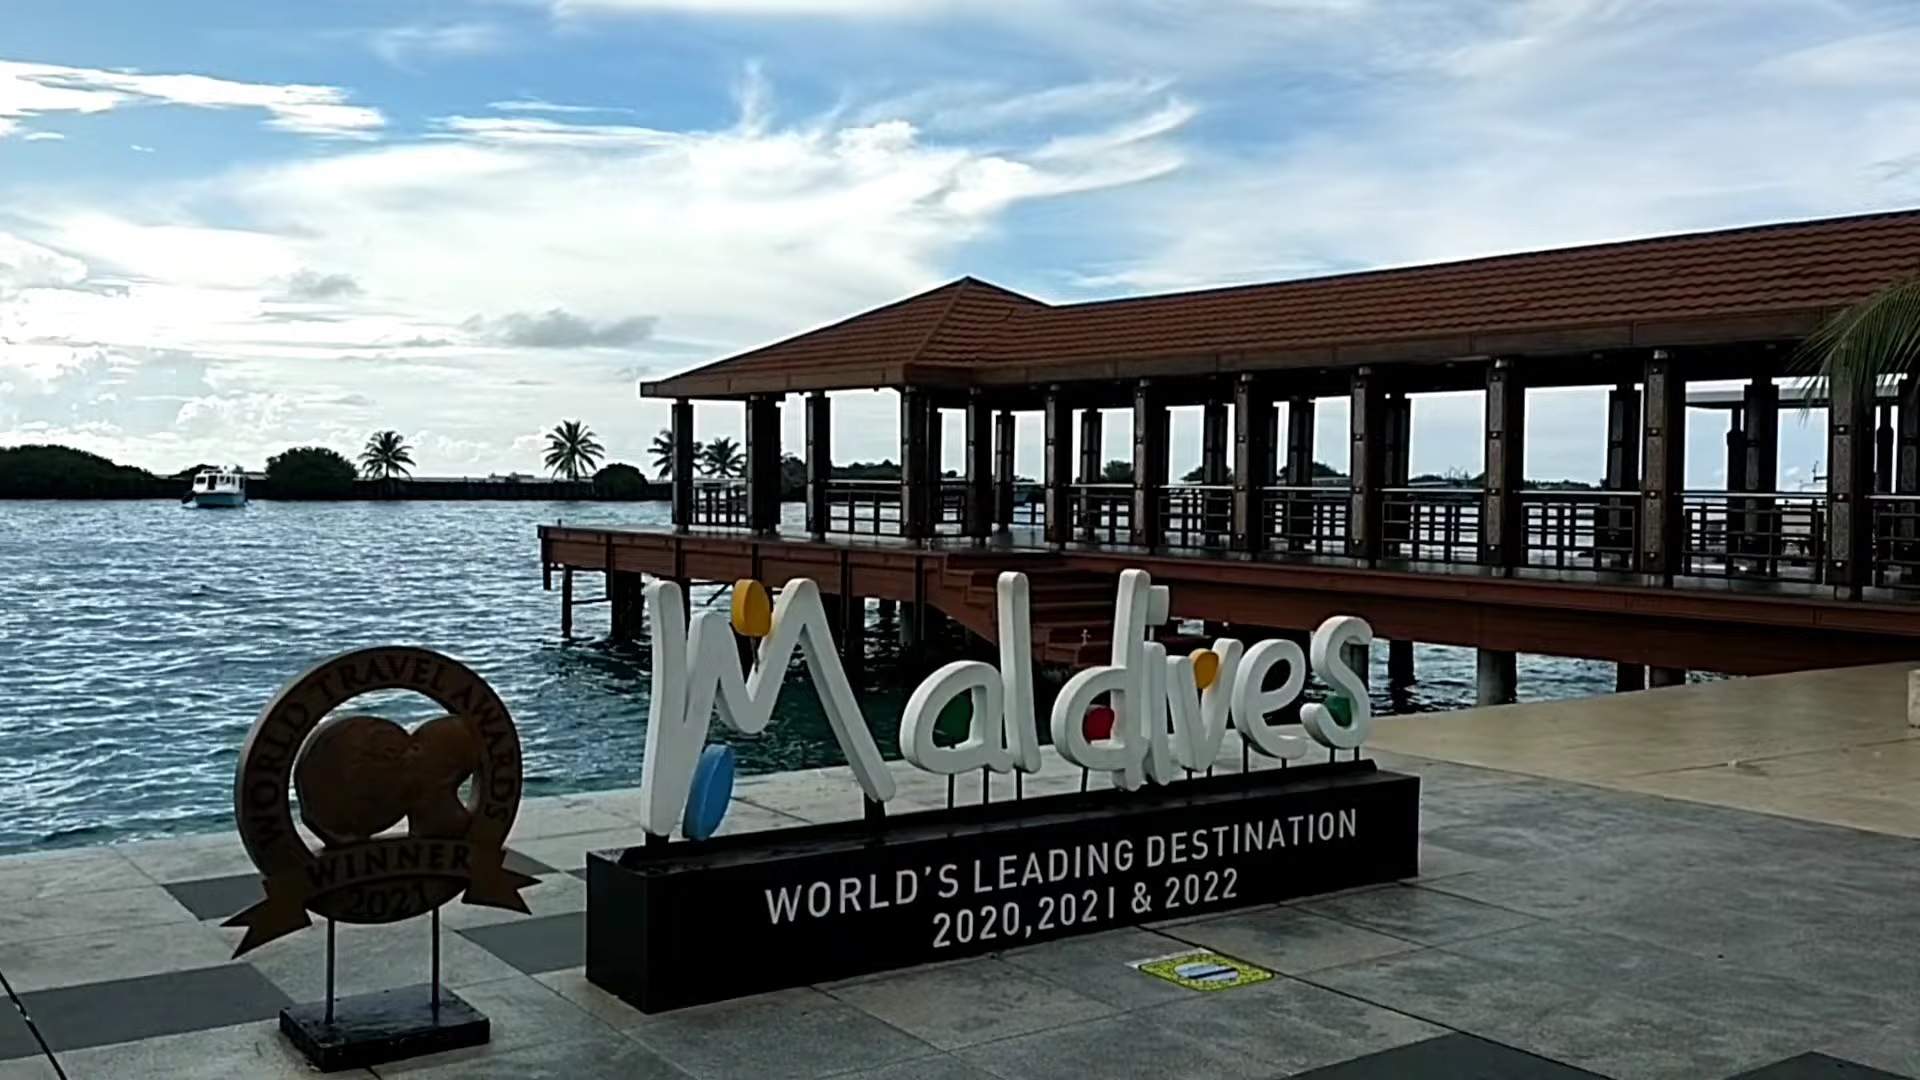 WORLD TRAVEL AWARDS
WINNER
2021
Maldives
WORLD'S LEADING DESTINATION
2020,2021 & 2022